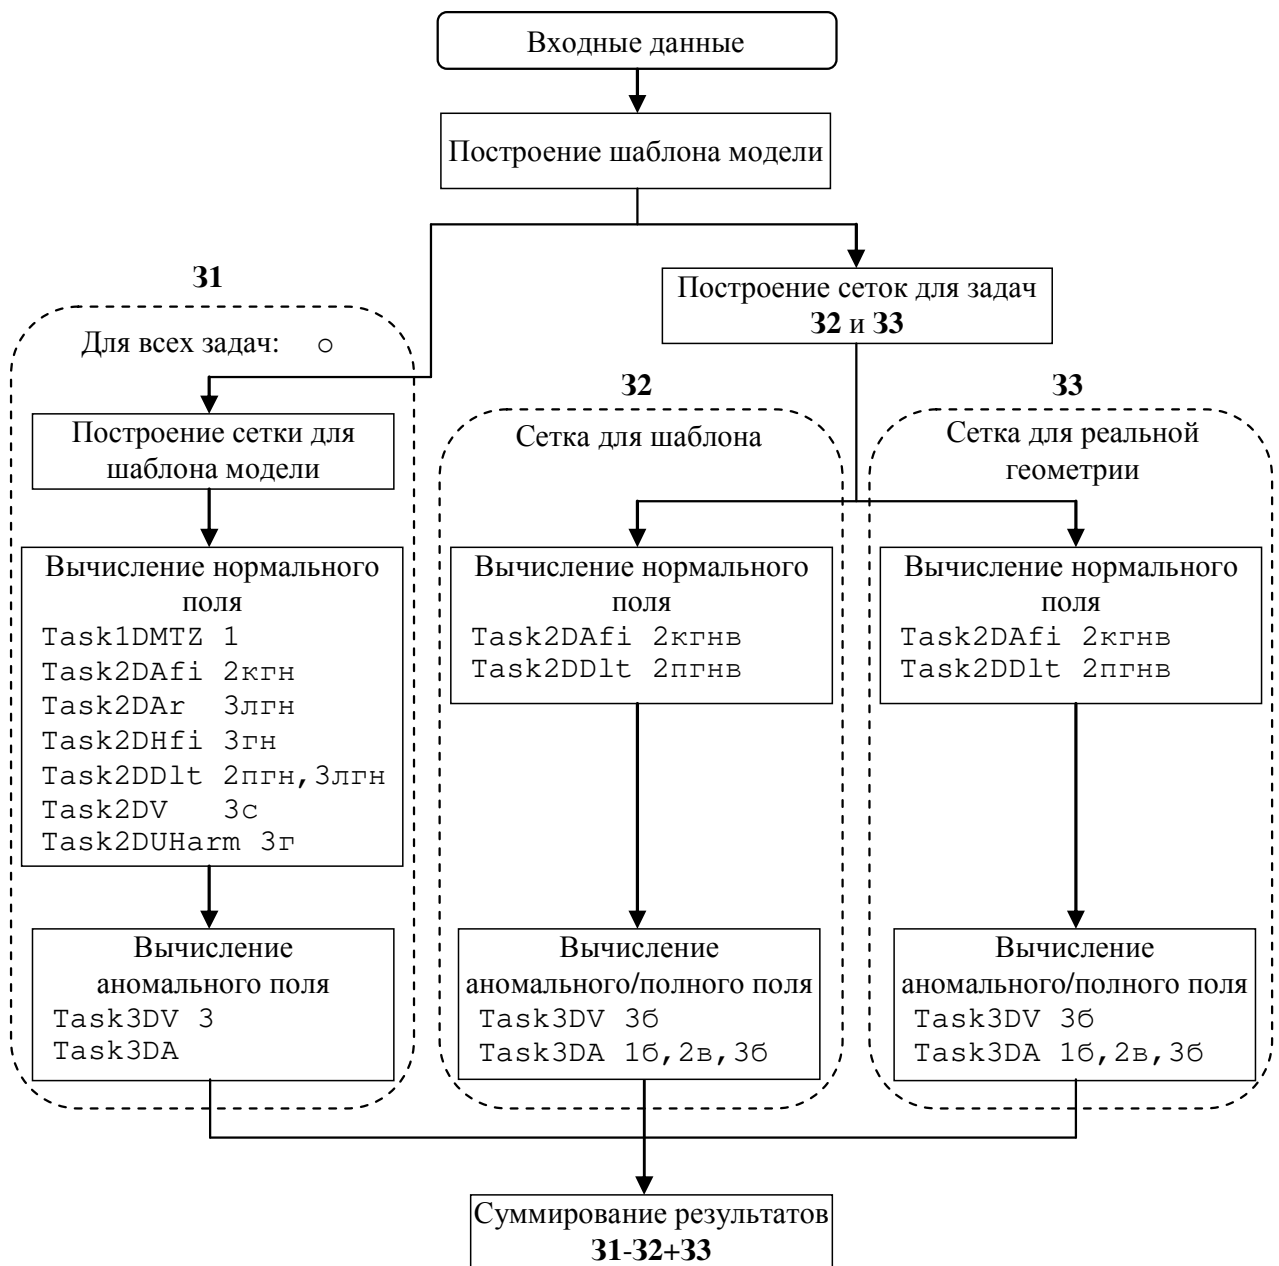 Входные данные
Построение шаблона модели
З1
Для всех задач: о
Построение сетки для
шаблона модели
Вычисление нормального
поля
Task1DMTZ 1
Task2DAfi 2кгн
Task2DAr 3лгн
Task2DHfi 3гн
Task2DDlt 2пгн,3лгн
Task2DV 3с
Task2DUHarm 3г
Вычисление
аномального поля
Task3DV 3
Task3DA
Построение сеток для задач
З2 и З3
З2
Сетка для шаблона
Вычисление нормального
поля
Task2DAfi 2кгнв
Task2DDlt 2пгнв
Вычисление
аномального/полного поля
Task3DV 3б
Task3DA 1б,2в,3б
З3
Сетка для реальной
геометрии
Вычисление нормального
поля
Task2DAfi 2кгнв
Task2DDlt 2пгнв
Вычисление
аномального/полного поля
Task3DV 3б
Task3DA 1б,2в,3б
Суммирование результатов
З1-З2+З3